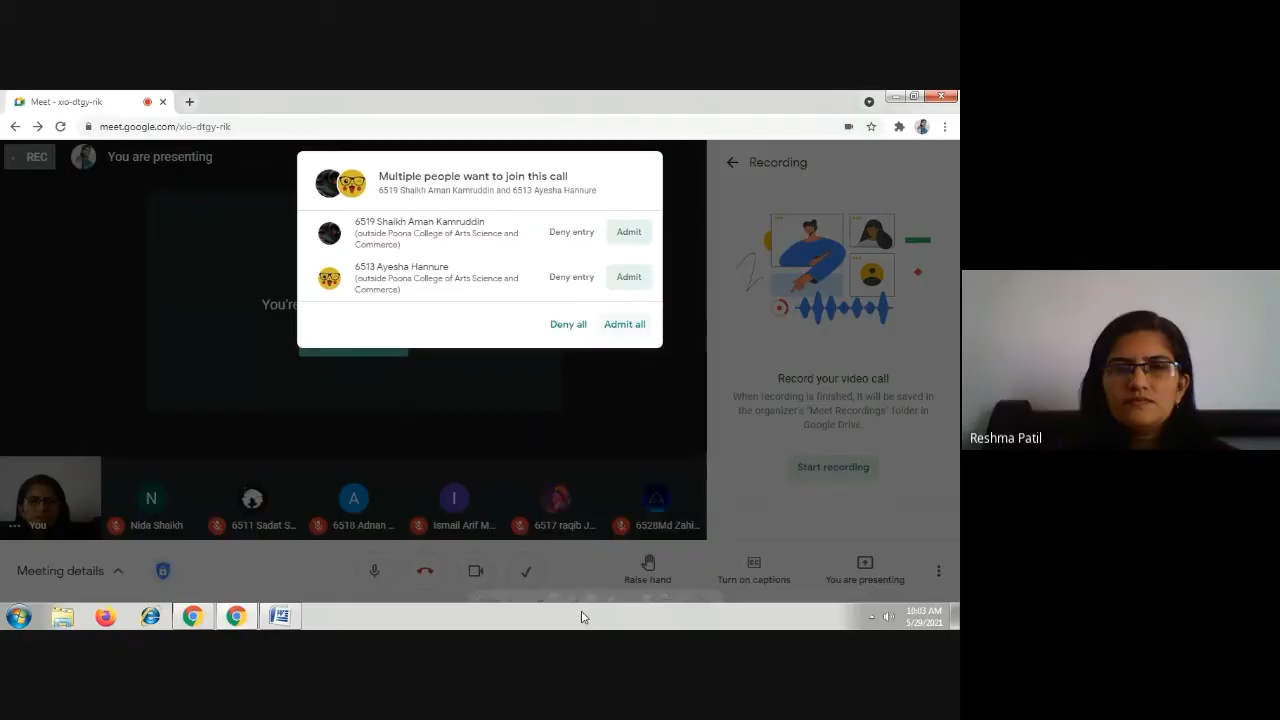 Meet - xio-dtgy-rik
meet.google.com/xio-dtgy-rik
REC
You are presenting
Multiple people want to join this call
6519 Shaikh Aman Kamruddin and 6513 Ayesha Hannure
6519 Shaikh Aman Kamruddin
(outside Poona College of Arts Science and
Commerce)
Deny entry
Admit
6513 Ayesha Hannure
(outside Poona College of Arts Science and
Commerce)
Deny entry
Admit
Deny all
Admit all
You're
Recording
Record your video call
When recording is finished, it will be saved in
the organizer's "Meet Recordings" folder in
Google Drive.
Start recording
Reshma Patil
You
N
Nida Shaikh
6511 Sadat S...
A
6518 Adnan ...
I
Ismail Arif M...
6517 raqib J...
6528Md Zahi...
Meeting details
Raise hand
Turn on captions
You are presenting
10:03 AM
5/29/2021